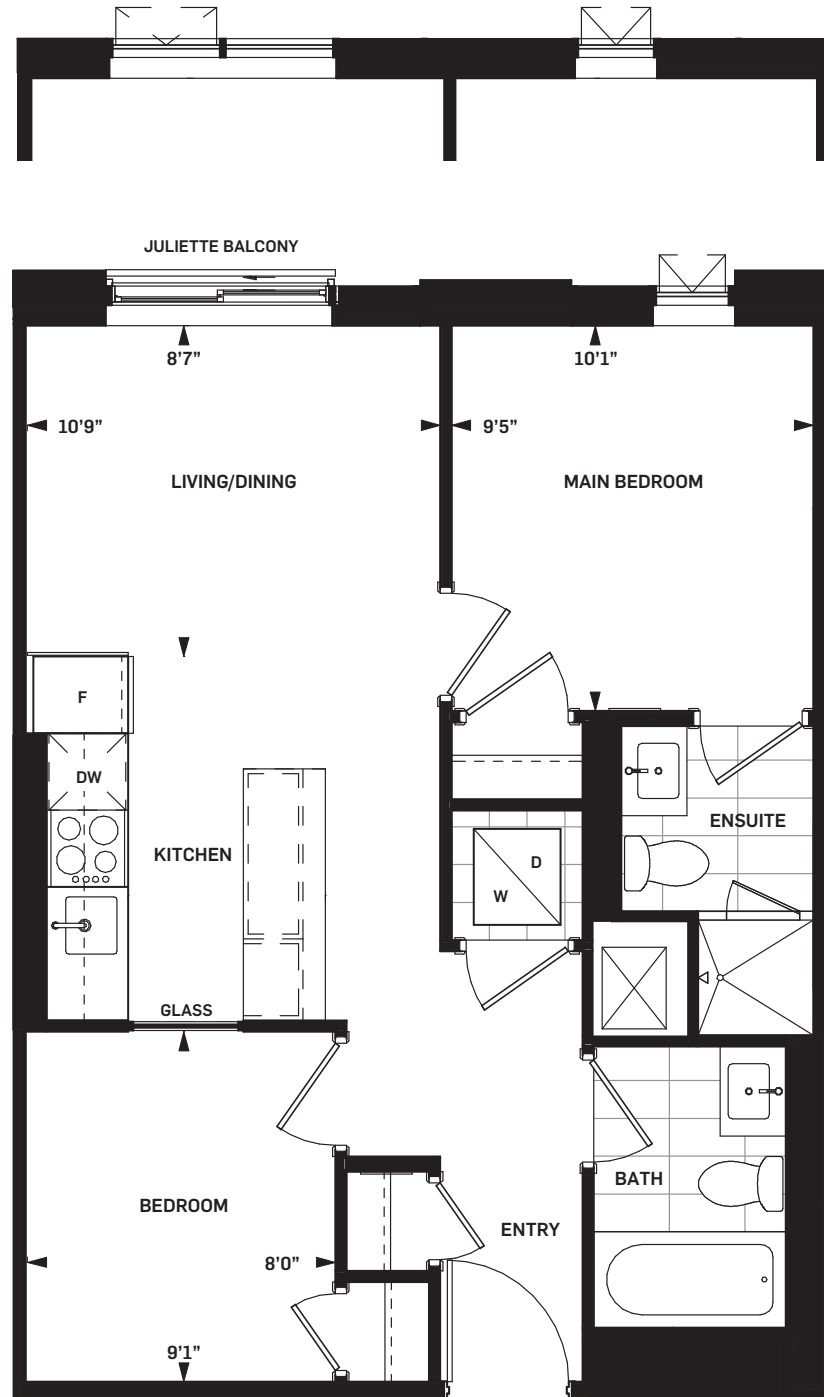 JULIETTE BALCONY
8’7”
10’1”
10’9”
9’5”
LIVING/DINING
MAIN BEDROOM
F
DW
ENSUITE
KITCHEN
D
W
GLASS
BATH
BEDROOM
ENTRY
8’0”
9’1”